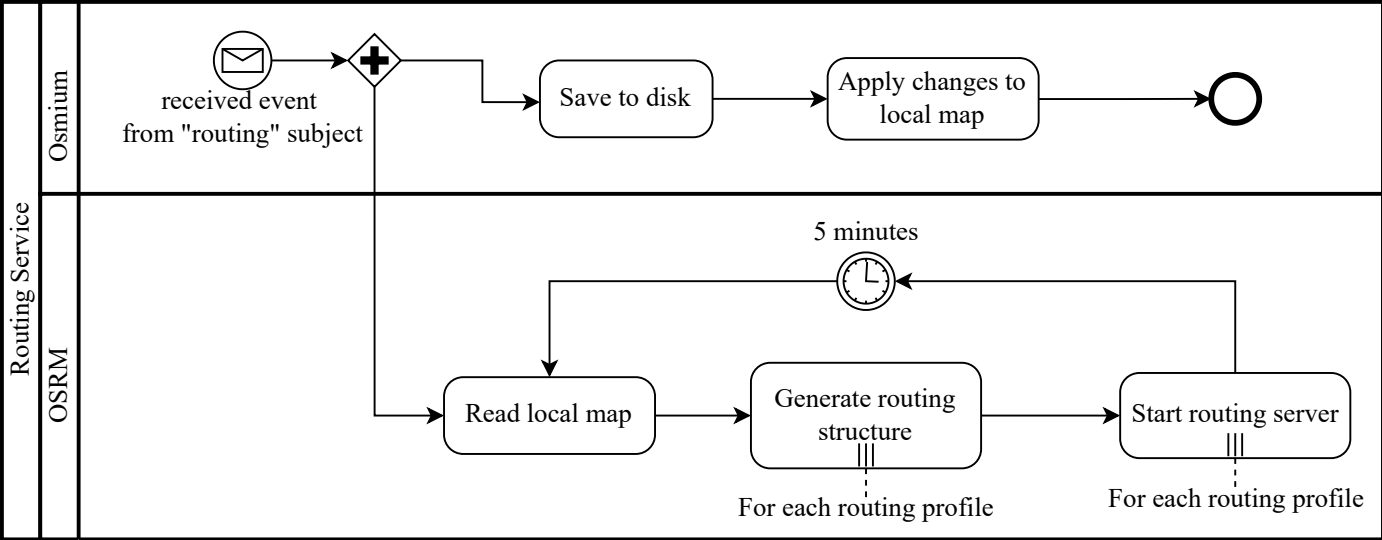 Routing Service
Osmium
received event
from "routing" subject
Save to disk
Apply changes to
local map
OSRM
5 minutes
Read local map
Generate routing
structure
For each routing profile
Start routing server
For each routing profile